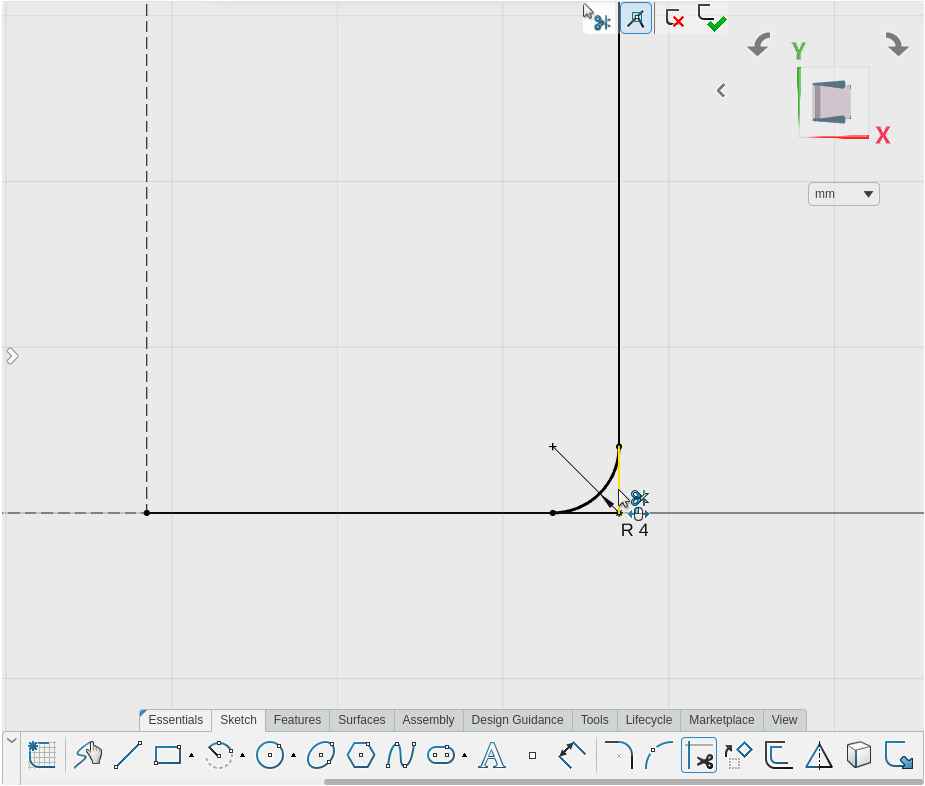 Y
X
mm
R 4
Essentials Sketch Features Surfaces Assembly Design Guidance Tools Lifecycle Marketplace View
A